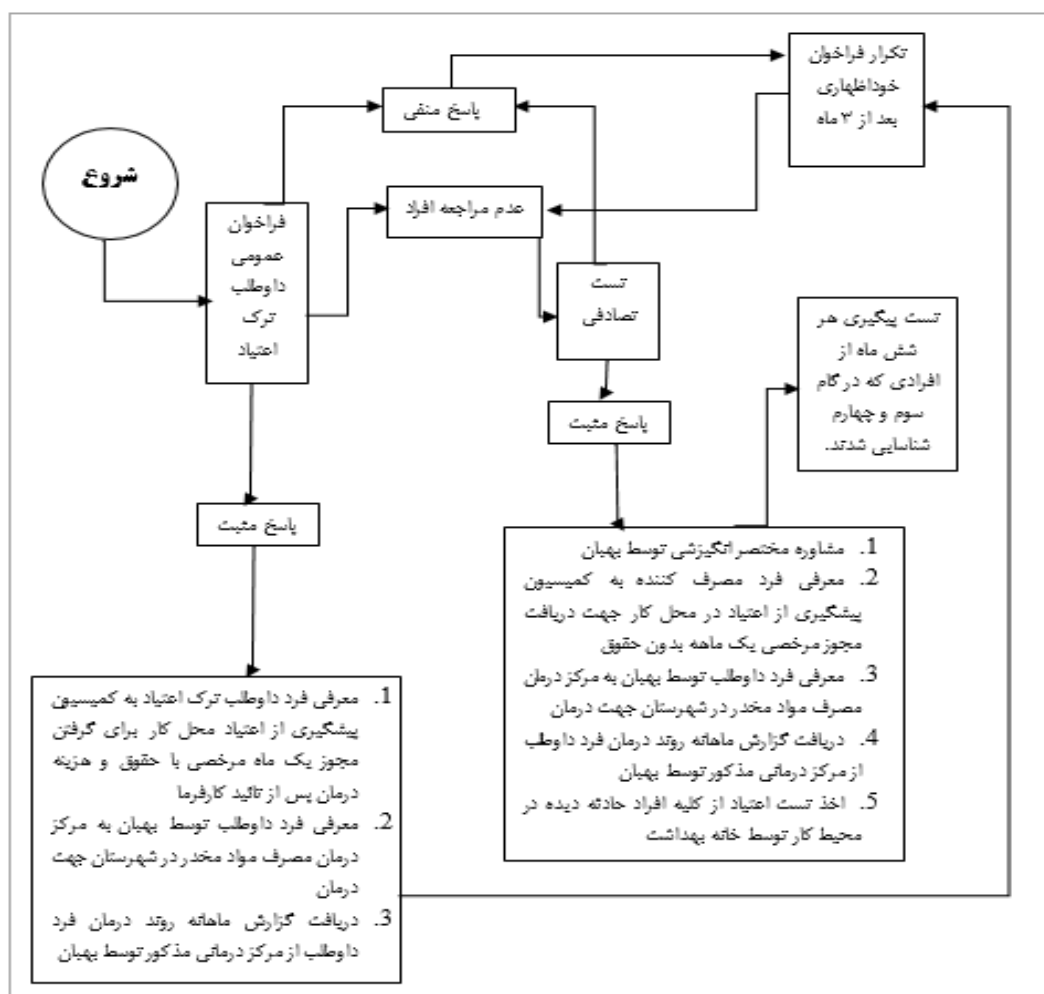 تکرار فراخوان
خوداظهاری
بعد از ۳ ماه
پاسخ منفی
شروع
عدم مراجعه افراد
فراخوان
عمومی
داوطلب
ترک
اعتیاد
تست
تصادفی
تست پیگیری هر
شش ماه از
افرادی که در گام
سوم و چهارم
شناسایی شدند.
پاسخ مثبت
پاسخ مثبت
1. مشاوره مختصر انگیزشی توسط بهبان
2. معرفی فرد مصرف کننده به کمیسیون
پیشگیری از اعتیاد در محل کار جهت دریافت
مجوز مرخصی یک ماهه بدون حقوق
3. معرفی فرد داوطلب توسط بهبان به مرکز درمان
مصرف مواد مخدر در شهرستان جهت درمان
4. دریافت گزارش ماهانه روند درمان فرد داوطلب
از مرکز درمانی مذکور توسط بهبان
5. اخذ تست اعتیاد از کلیه افراد حادثه دیده در
محیط کار توسط خانه بهداشت
1. معرفی فرد داوطلب ترک اعتیاد به کمیسیون
پیشگیری از اعتیاد محل کار برای گرفتن
مجوز یک ماه مرخصی با حقوق و هزینه
درمان پس از تائید کارفرما
2. معرفی فرد داوطلب توسط بهبان به مرکز
درمان مصرف مواد مخدر در شهرستان جهت
درمان
3. دریافت گزارش ماهانه روند درمان فرد
داوطلب از مرکز درمانی مذکور توسط بهبان